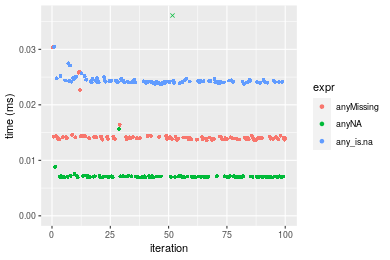 0.03
0.02
0.01
0.00
time (ms)
0
25
50
75
100
iteration
expr
anyMissing
anyNA
any_is.na